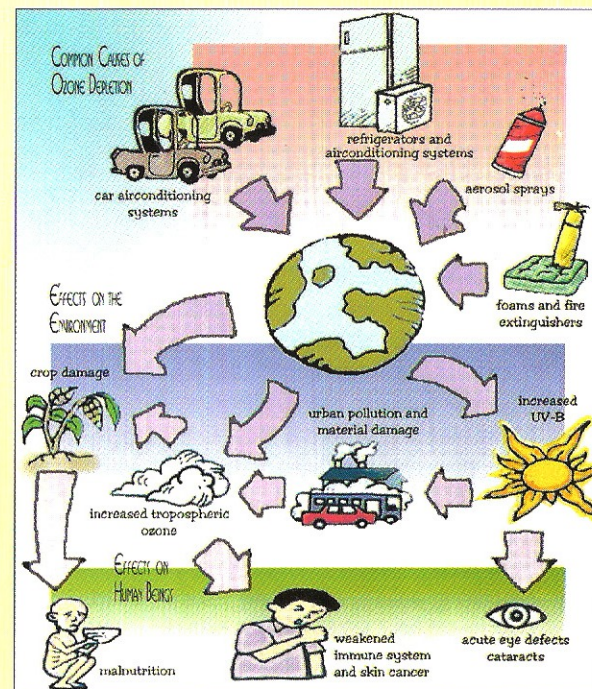 COMMON CAUSES OF
OZONE DEPLETION
refrigerators and
airconditioning systems
aerosol sprays
car airconditioning
systems
foams and fire
extinguishers
EFFECTS ON THE
ENVIRONMENT
crop damage
urban pollution and
material damage
increased
UV-B
increased tropospheric
ozone
EFFECTS ON
HUMAN BEINGS
malnutrition
weakened
immune system
and skin cancer
acute eye defects
cataracts